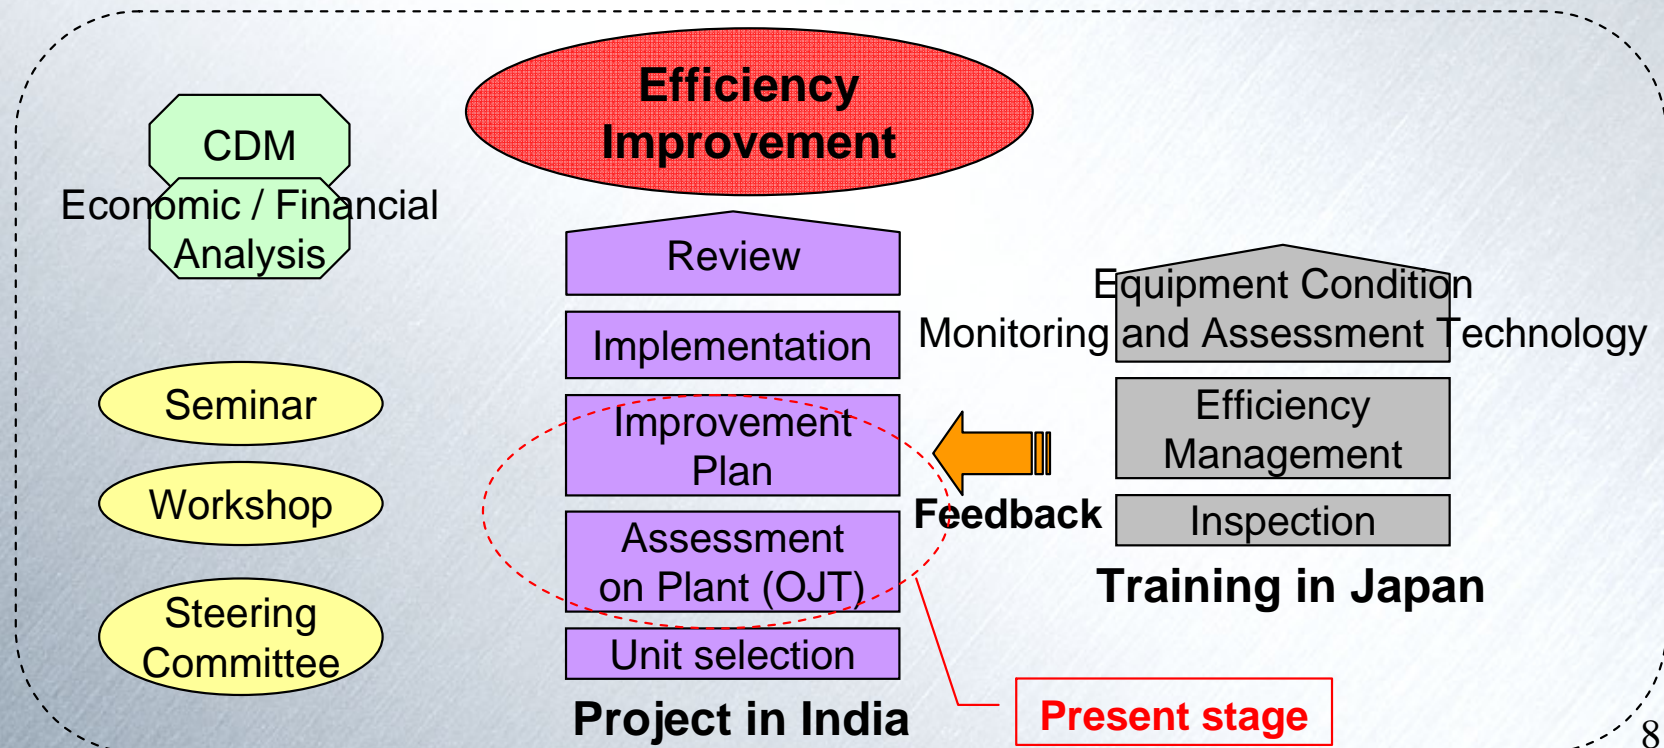 Efficiency
Improvement
CDM
Economic / Financial
Analysis
Seminar
Workshop
Steering
Committee
Review
Implementation
Improvement
Plan
Assessment
on Plant (OJT)
Unit selection
Project in India
Feedback
Equipment Condition
Monitoring and Assessment Technology
Efficiency
Management
Inspection
Training in Japan
Present stage
8